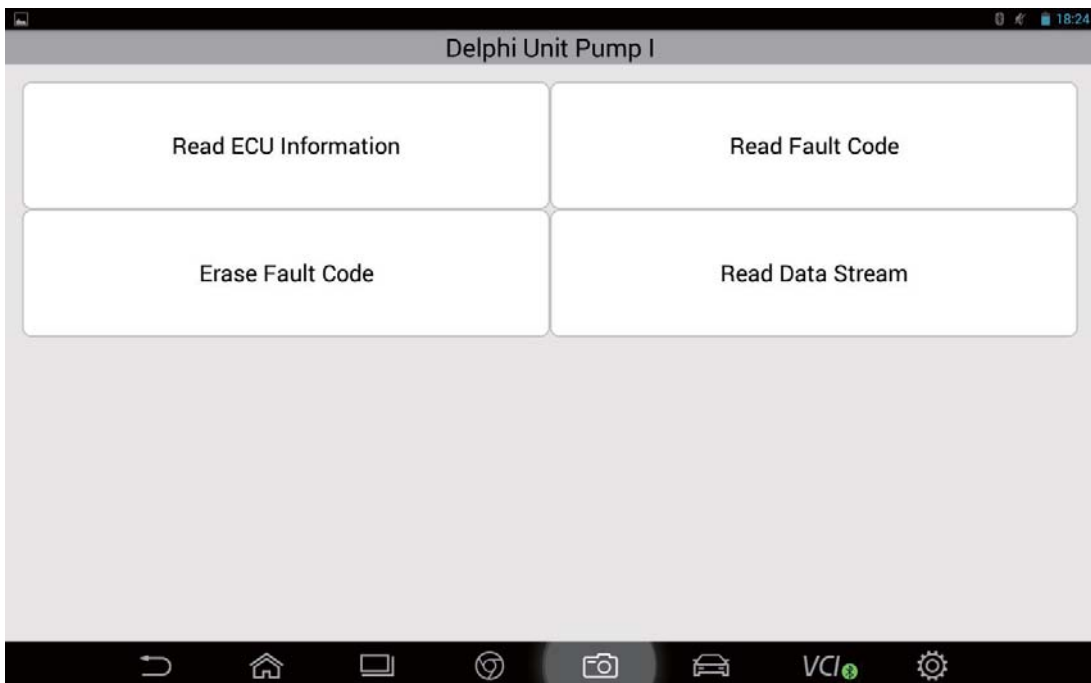 18:24
Delphi Unit Pump I
Read ECU Information
Read Fault Code
Erase Fault Code
Read Data Stream
VCI